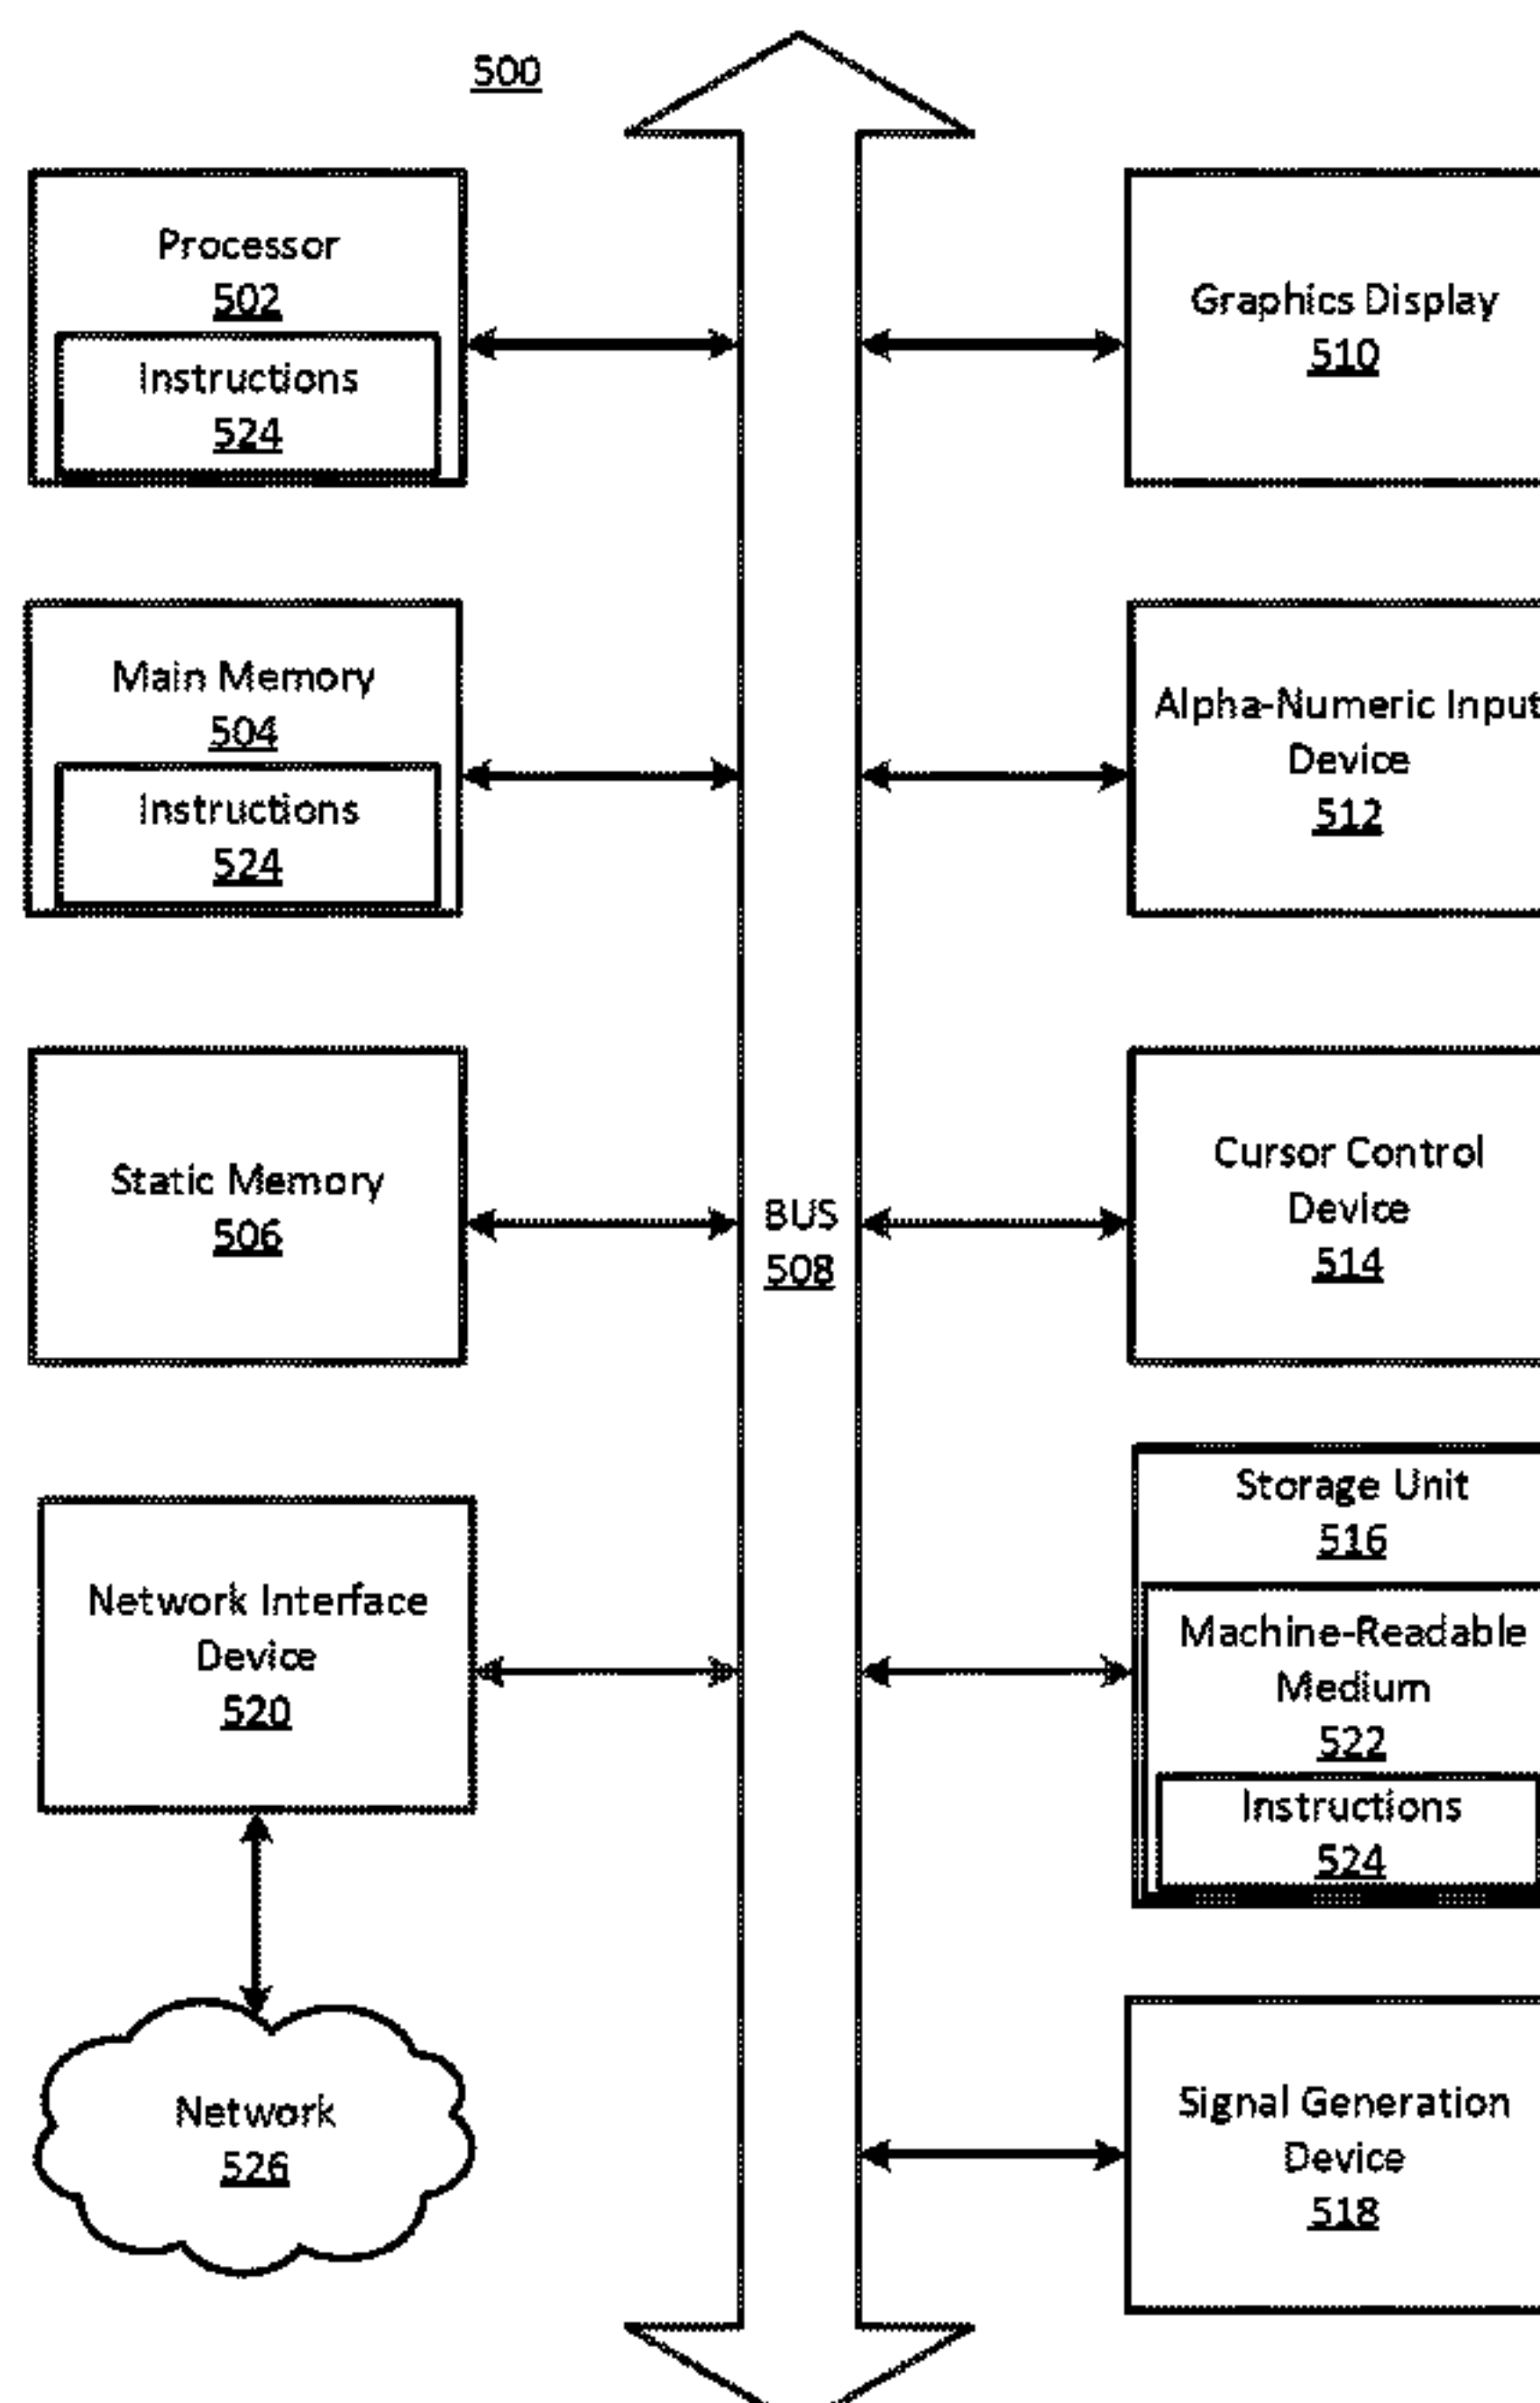 500
Processor
502
Instructions
524
Main Memory
504
Instructions
524
Static Memory
506
Network Interface
Device
520
Network
526
BUS
508
Graphics Display
510
Alpha-Numeric Input
Device
512
Cursor Control
Device
514
Storage Unit
516
Machine-Readable
Medium
522
Instructions
524
Signal Generation
Device
518